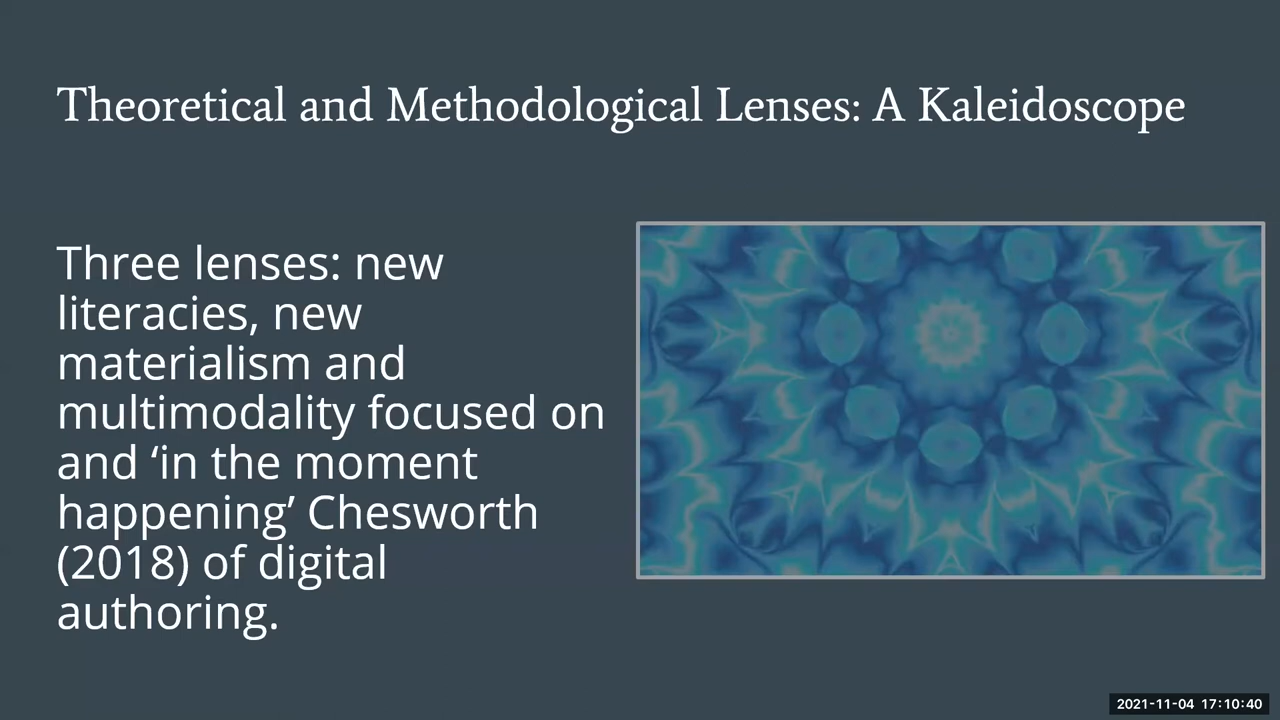 Theoretical and Methodological Lenses: A Kaleidoscope
Three lenses: new
literacies, new
materialism and
multimodality focused on
and ‘in the moment
happening’ Chesworth
(2018) of digital
authoring.
2021-11-04 17:10:40